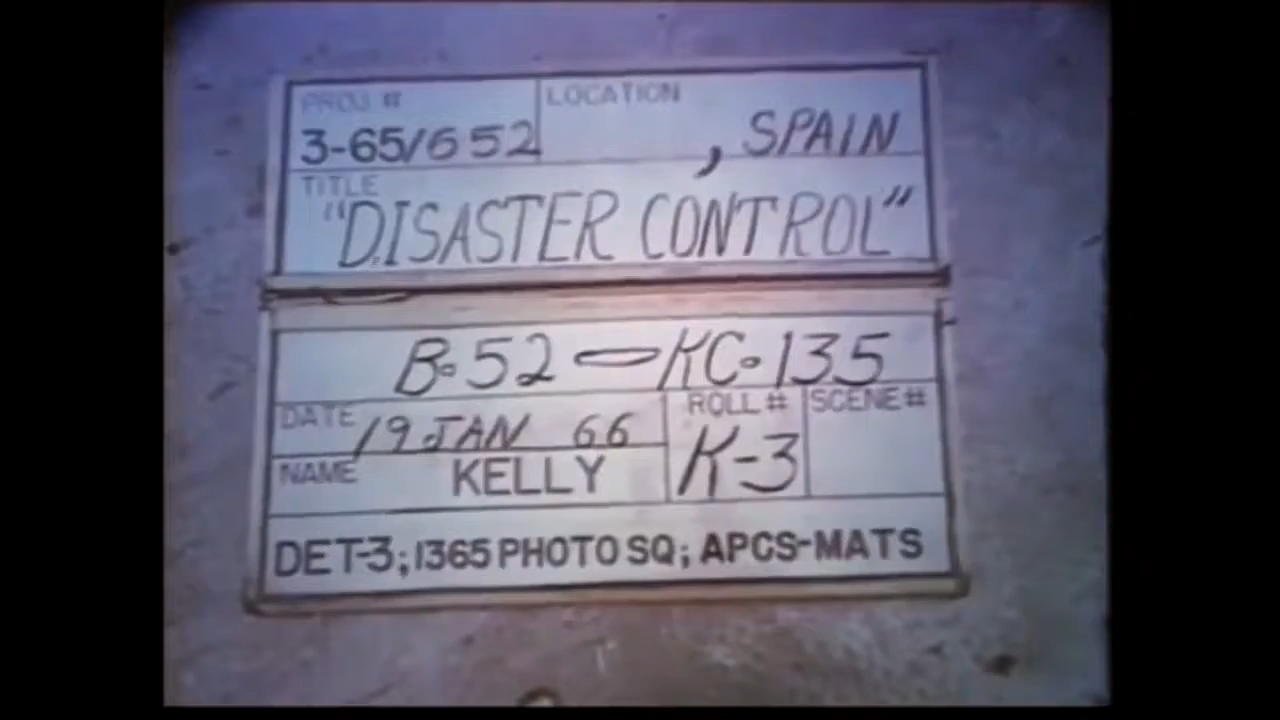 PROJ # LOCATION
3-65/652 , SPAIN
TITLE
"DISASTER CONTROL"
B-52 — KC-135
DATE 19 JAN 66 ROLL # SCENE #
NAME KELLY K-3
DET-3; 1365 PHOTO SQ; APCS-MATS